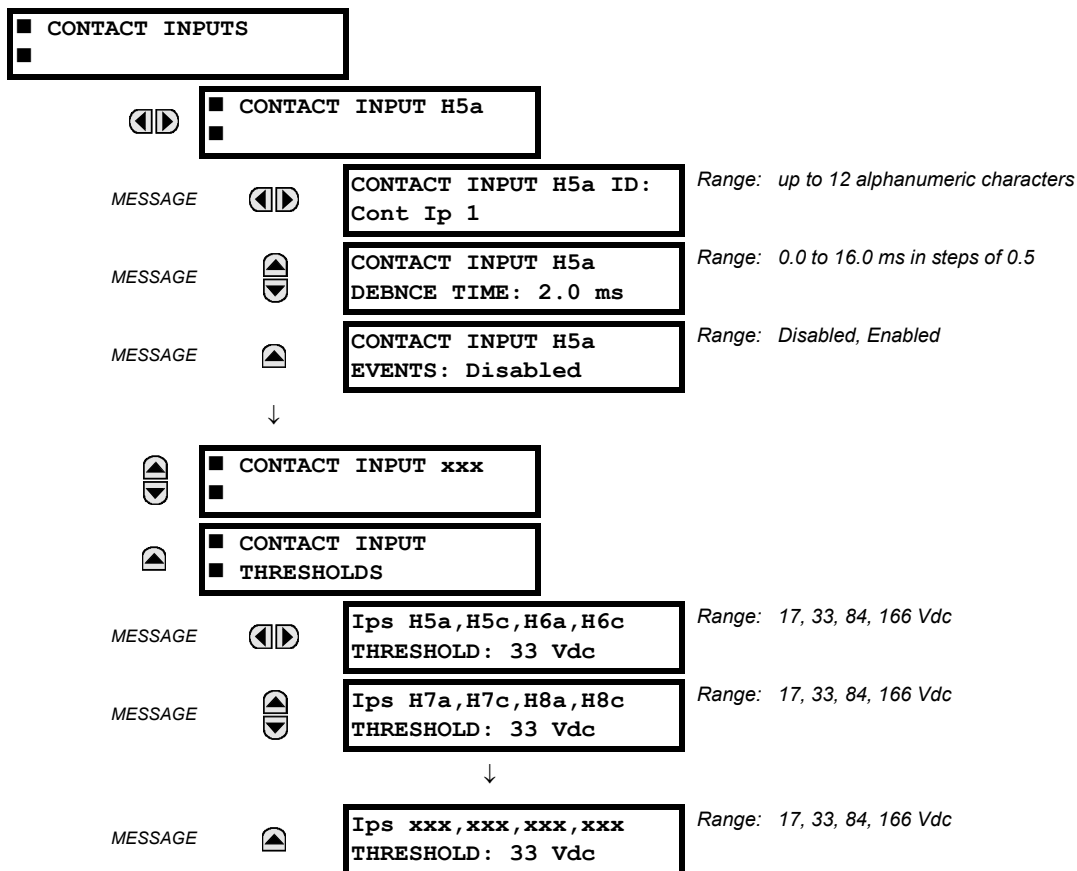 ■ CONTACT INPUTS
■
■ CONTACT INPUT H5a
■
MESSAGE
CONTACT INPUT H5a ID:
Cont Ip 1
Range: up to 12 alphanumeric characters
MESSAGE
CONTACT INPUT H5a
DEBNCE TIME: 2.0 ms
Range: 0.0 to 16.0 ms in steps of 0.5
MESSAGE
CONTACT INPUT H5a
EVENTS: Disabled
Range: Disabled, Enabled
↓
■ CONTACT INPUT xxx
■
■ CONTACT INPUT
■ THRESHOLDS
MESSAGE
Ips H5a,H5c,H6a,H6c
THRESHOLD: 33 Vdc
Range: 17, 33, 84, 166 Vdc
MESSAGE
Ips H7a,H7c,H8a,H8c
THRESHOLD: 33 Vdc
Range: 17, 33, 84, 166 Vdc
↓
MESSAGE
Ips xxx,xxx,xxx,xxx
THRESHOLD: 33 Vdc
Range: 17, 33, 84, 166 Vdc